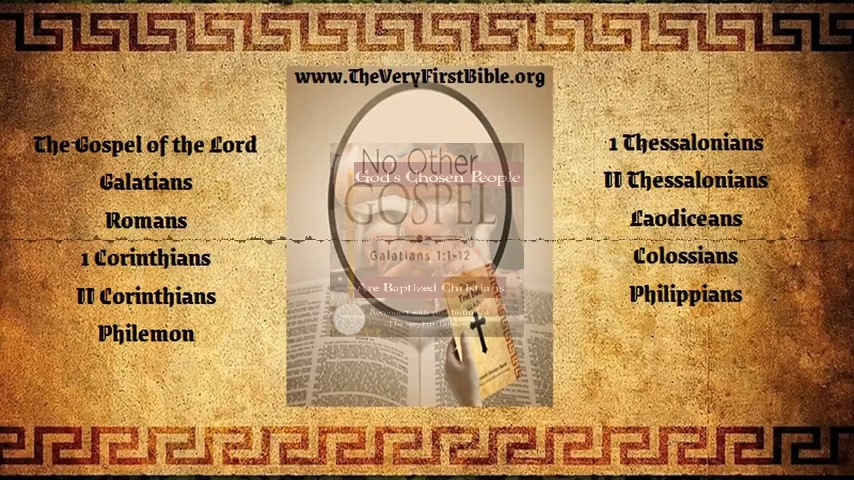 www.TheVeryFirstBible.org
The Gospel of the Lord
Galatians
Romans
1 Corinthians
II Corinthians
Philemon
No Other
God's Chosen People
GOSPEL
Galatians 1:1-12
Are Baptized Christians
1 Thessalonians
II Thessalonians
Laodiceans
Colossians
Philippians